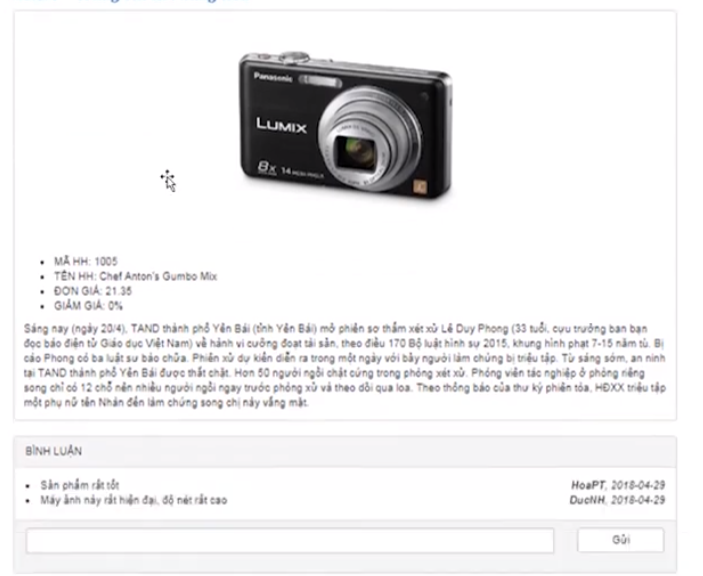 Panasonic
LUMIX
8x 14 MEGA PIXELS
MÃ HH: 1005
TÊN HH: Chef Anton's Gumbo Mix
ĐƠN GIÁ: 21.35
GIẢM GIÁ: 0%
Sáng nay (ngày 20/4), TAND thành phố Yên Bái (tỉnh Yên Bái) mở phiên sơ thẩm xét xử Lê Duy Phong (33 tuổi, cựu trưởng ban bạn
đọc báo điện tử Giáo dục Việt Nam) về hành vi cưỡng đoạt tài sản, theo điều 170 Bộ luật hình sự 2015, khung hình phạt 7-15 năm tù. Bị
cáo Phong có ba luật sư bào chữa. Phiên xử dự kiến diễn ra trong một ngày với bảy người làm chứng bị triệu tập. Từ sáng sớm, an ninh
tại TAND thành phố Yên Bái được thắt chặt. Hơn 50 người ngồi chật cứng trong phòng xét xử. Phóng viên tác nghiệp ở phòng riêng
song chỉ có 12 chỗ nên nhiều người ngồi ngay trước phòng xử và theo dõi qua loa. Theo thông báo của thư ký phiên tòa, HĐXX triệu tập
một phụ nữ tên Nhàn đến làm chứng song chị này vắng mặt.
BÌNH LUẬN
Sản phẩm rất tốt HoaPT, 2018-04-29
Máy ảnh này rất hiện đại, độ nét rất cao DucNH, 2018-04-29
Gửi